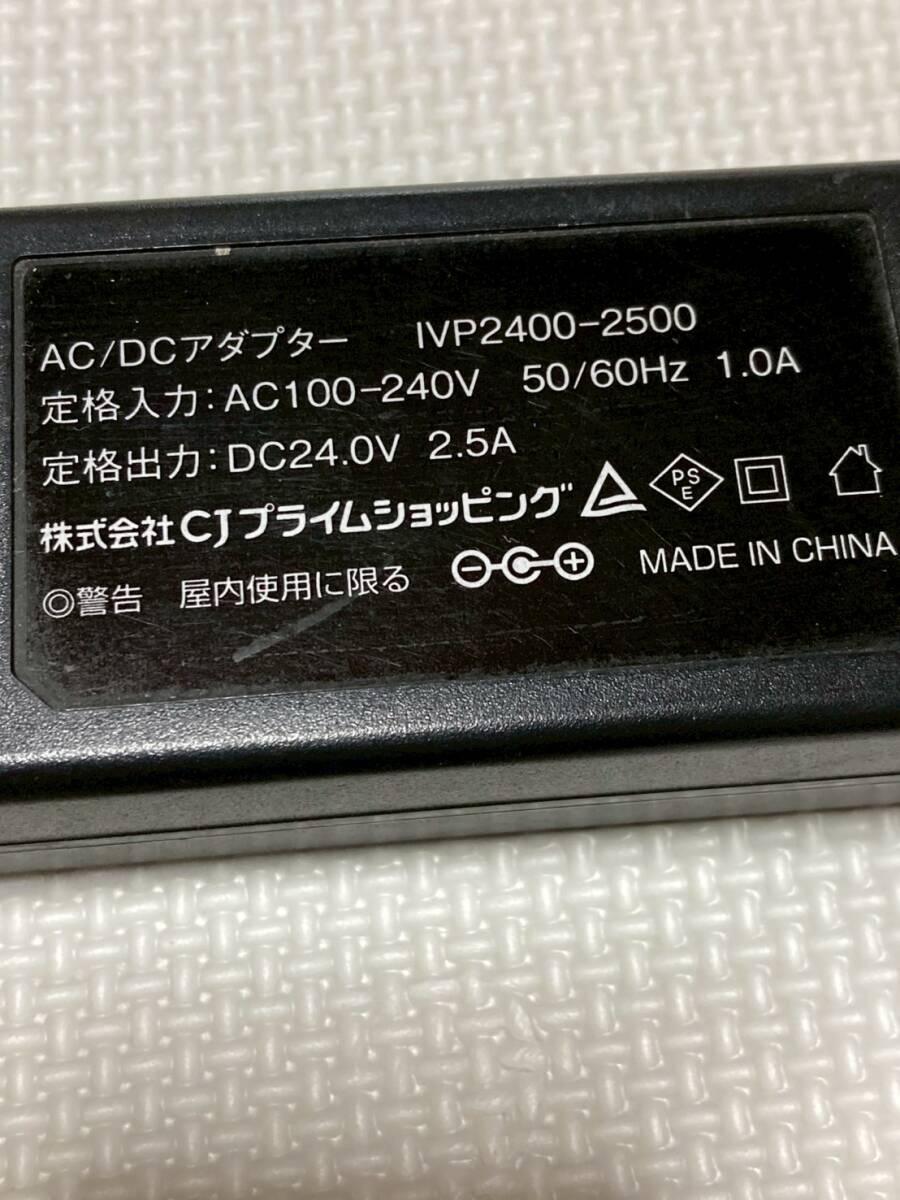 AC/DCアダプター IVP2400-2500
定格入力:AC100-240V 50/60Hz 1.0A
定格出力:DC24.0V 2.5A
株式会社CJプライムショッピング PSE
◎警告 屋内使用に限る MADE IN CHINA